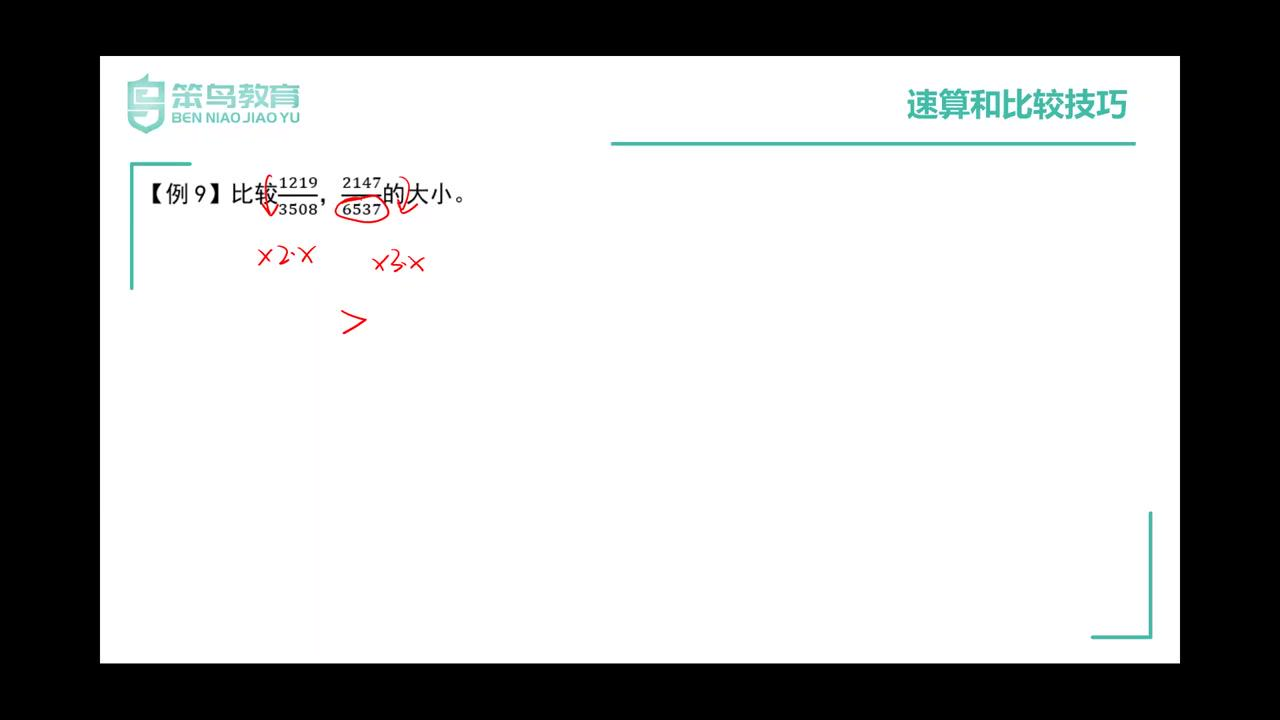 笨鸟教育
BEN NIAO JIAO YU
速算和比较技巧
【例 9】比较1219/3508，2147/6537的大小。
×2·× ×3·×
>